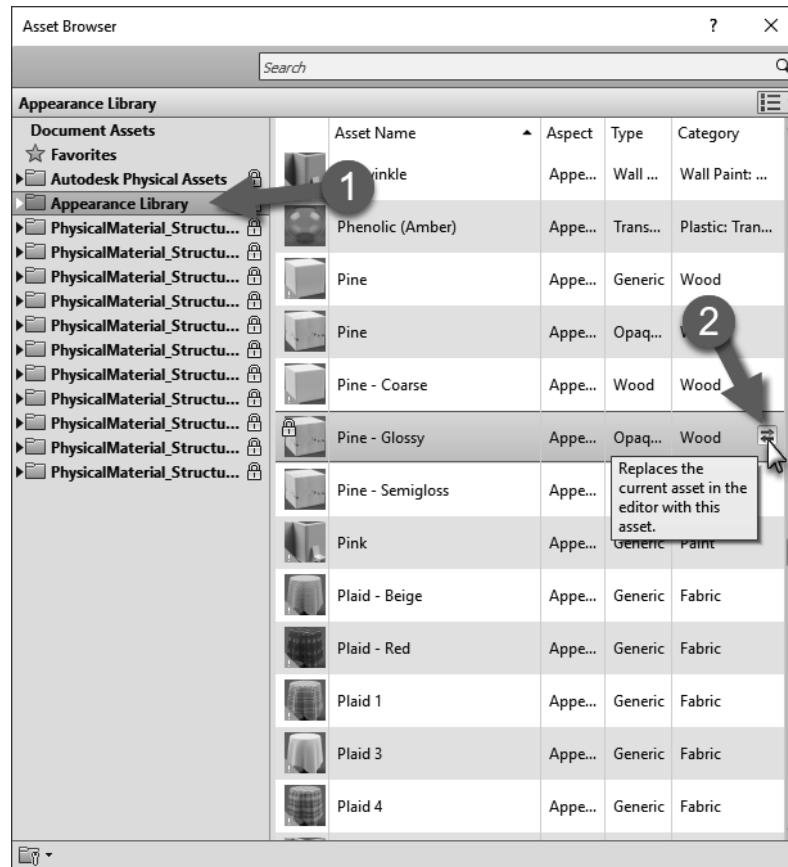 Asset Browser ? ×
Search
Appearance Library
Document Assets
Favorites
Autodesk Physical Assets
Appearance Library
PhysicalMaterial_Structu...
PhysicalMaterial_Structu...
PhysicalMaterial_Structu...
PhysicalMaterial_Structu...
PhysicalMaterial_Structu...
PhysicalMaterial_Structu...
PhysicalMaterial_Structu...
PhysicalMaterial_Structu...
PhysicalMaterial_Structu...
PhysicalMaterial_Structu...
PhysicalMaterial_Structu...
1
Asset Name Aspect Type Category
Appe... Wall ... Wall Paint: ...
Phenolic (Amber) Appe... Trans... Plastic: Tran...
Pine Appe... Generic Wood
Pine Appe... Opaq...
2
Pine - Coarse Appe... Wood Wood
Pine - Glossy Appe... Opaq... Wood
Replaces the
current asset in the
editor with this
asset.
Pine - Semigloss Appe...
Pink Appe... Generic Paint
Plaid - Beige Appe... Generic Fabric
Plaid - Red Appe... Generic Fabric
Plaid 1 Appe... Generic Fabric
Plaid 3 Appe... Generic Fabric
Plaid 4 Appe... Generic Fabric